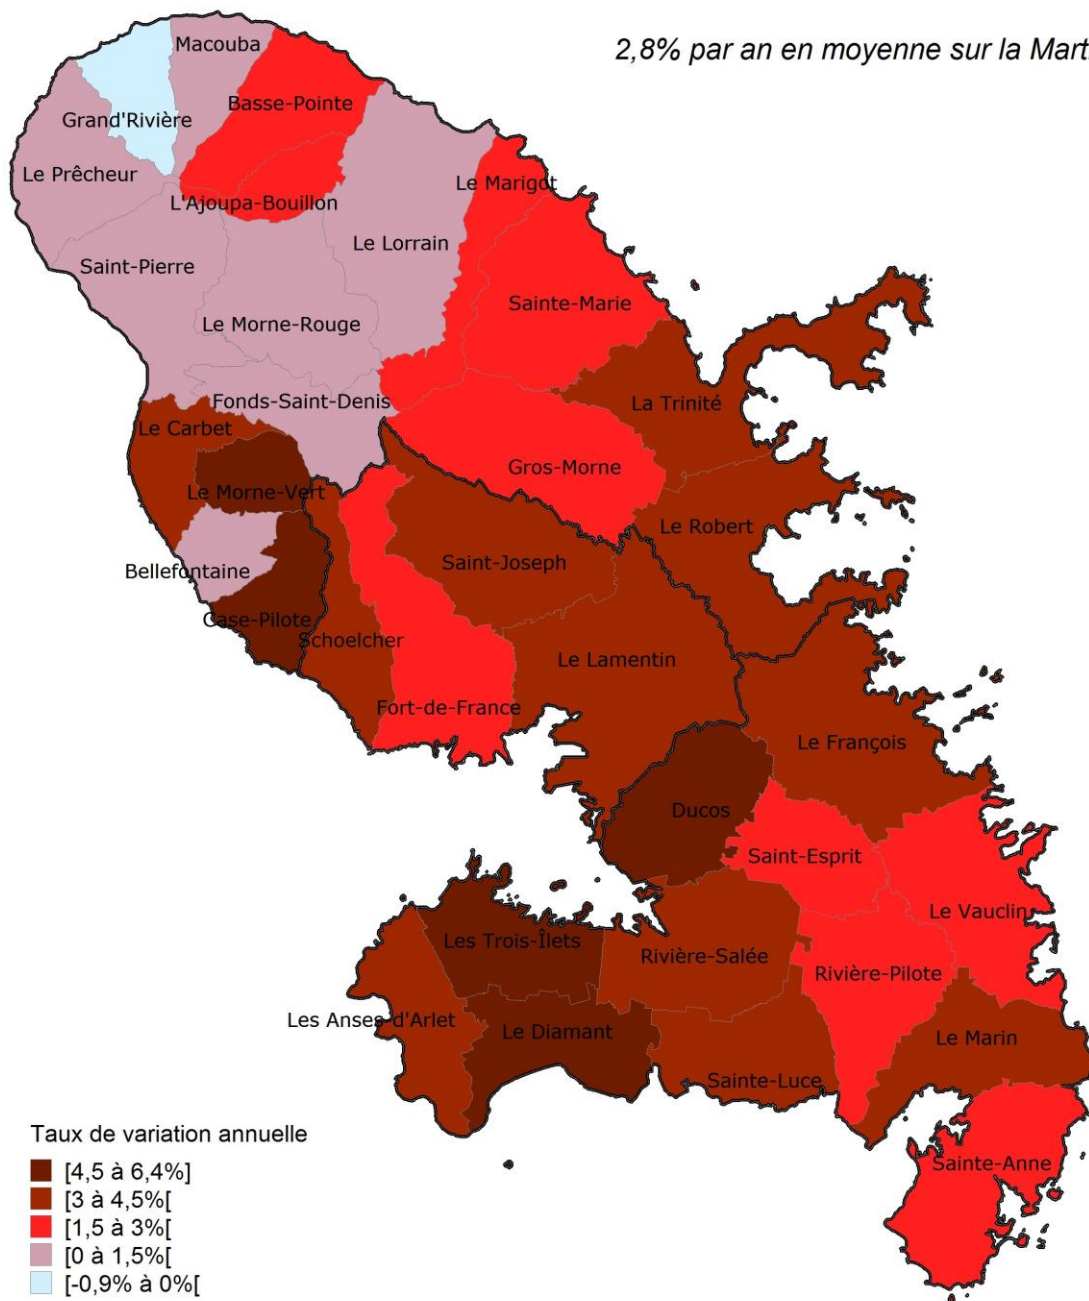 2,8% par an en moyenne sur la Mart
Macouba
Basse-Pointe
Grand'Rivière
Le Prêcheur
Le Marigot
L'Ajoupa-Bouillon
Le Lorrain
Saint-Pierre
Sainte-Marie
Le Morne-Rouge
Fonds-Saint-Denis
La Trinité
Le Carbet
Gros-Morne
Le Morne-Vert
Le Robert
Saint-Joseph
Bellefontaine
Case-Pilote
Schoelcher
Le Lamentin
Fort-de-France
Le François
Ducos
Saint-Esprit
Le Vauclin
Les Trois-Îlets
Rivière-Salée
Rivière-Pilote
Les Anses-d'Arlet
Le Diamant
Le Marin
Sainte-Luce
Sainte-Anne
Taux de variation annuelle
[4,5 à 6,4%]
[3 à 4,5%[
[1,5 à 3%[
[0 à 1,5%[
[-0,9% à 0%[